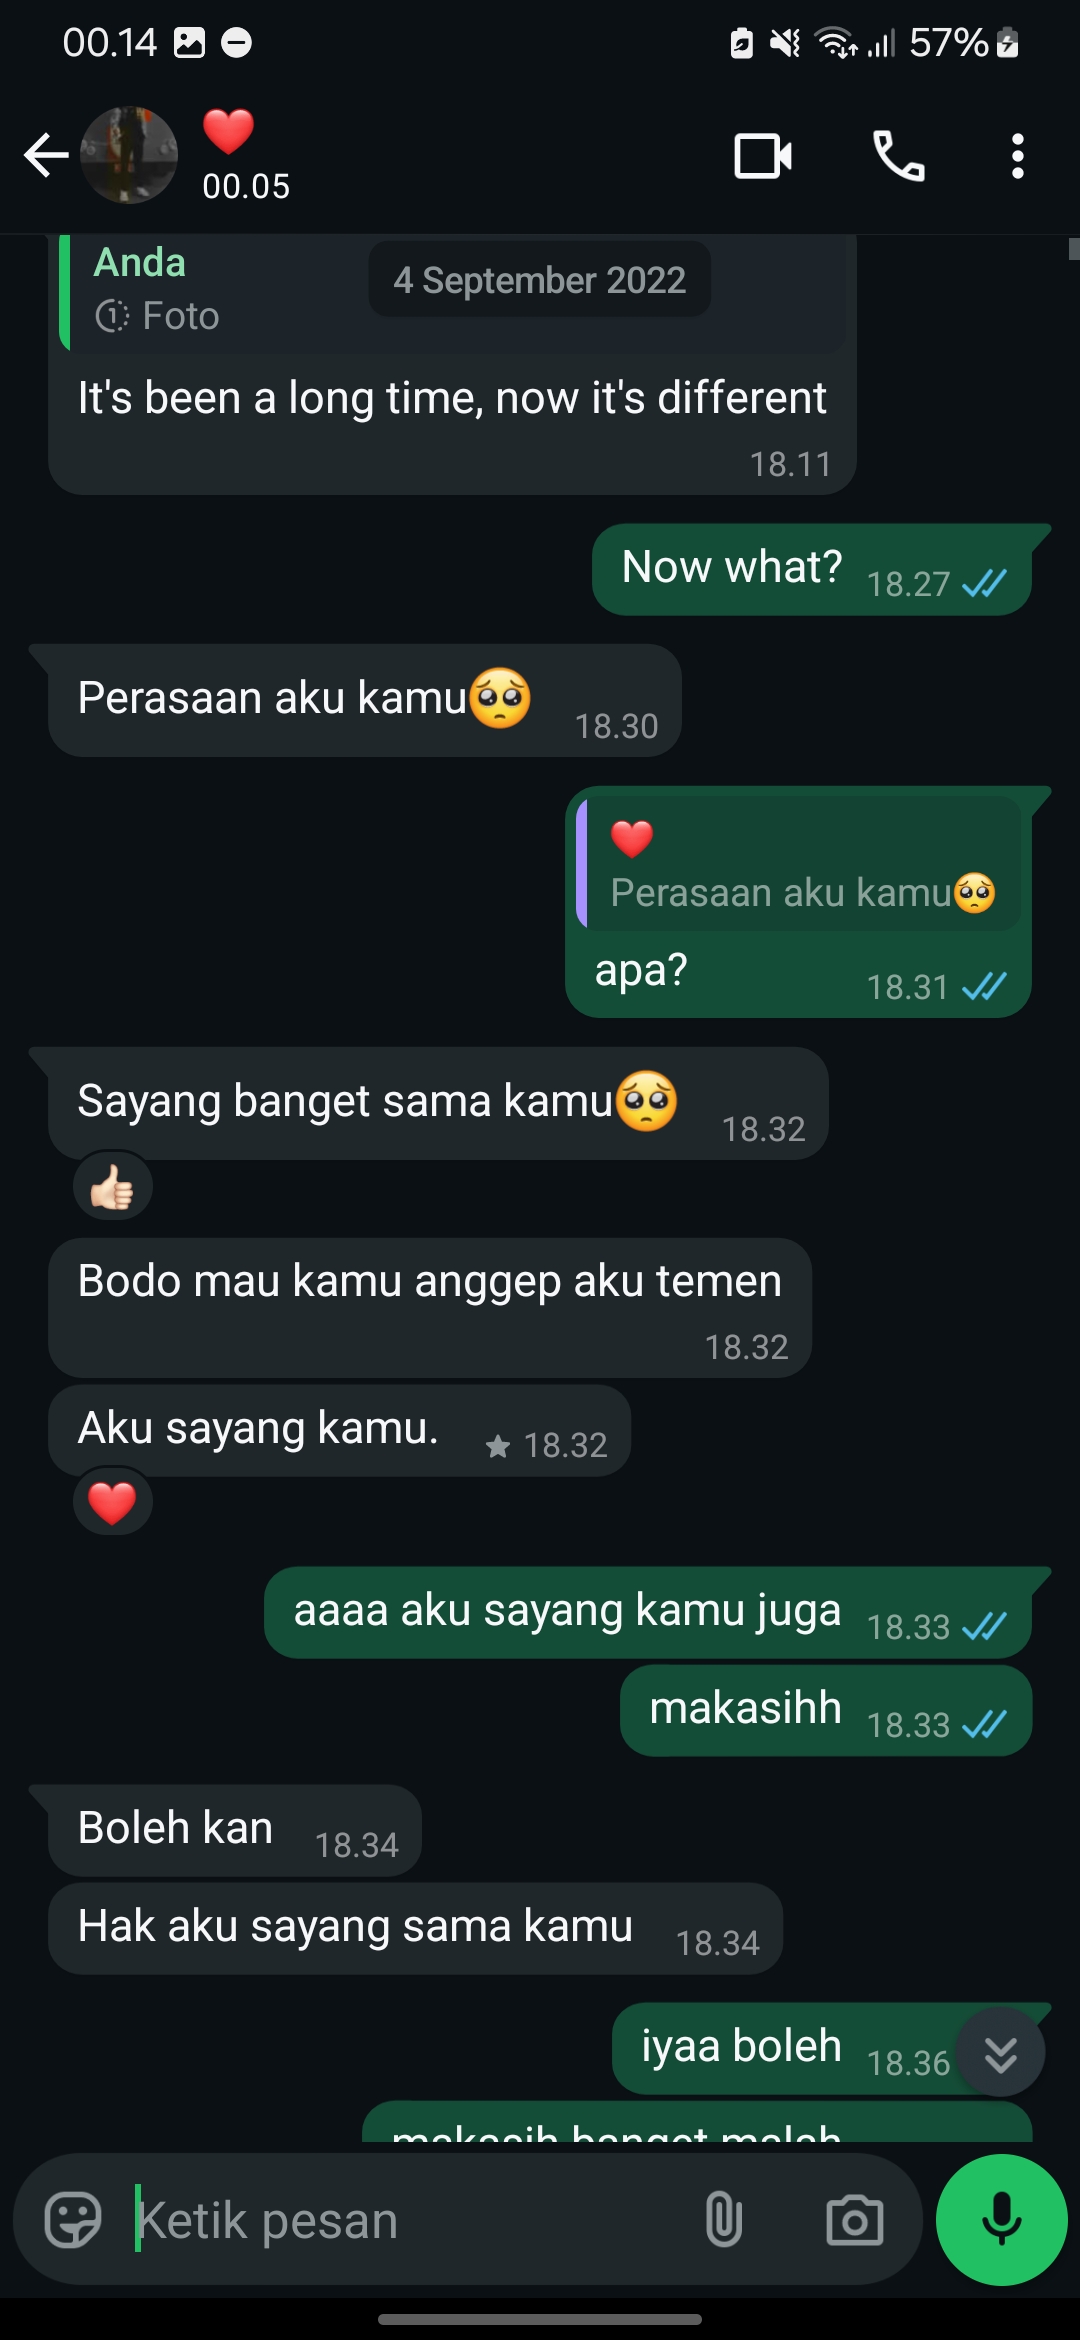 00.14
57%
00.05
Anda
4 September 2022
Foto
It's been a long time, now it's different
18.11
Now what? 18.27
Perasaan aku kamu🥺 18.30
❤️
Perasaan aku kamu🥺
apa? 18.31
Sayang banget sama kamu🥺 18.32
Bodo mau kamu anggep aku temen
18.32
Aku sayang kamu. 18.32
aaaa aku sayang kamu juga 18.33
makasihh 18.33
Boleh kan 18.34
Hak aku sayang sama kamu 18.34
iyaa boleh 18.36
makasih banget malah
Ketik pesan